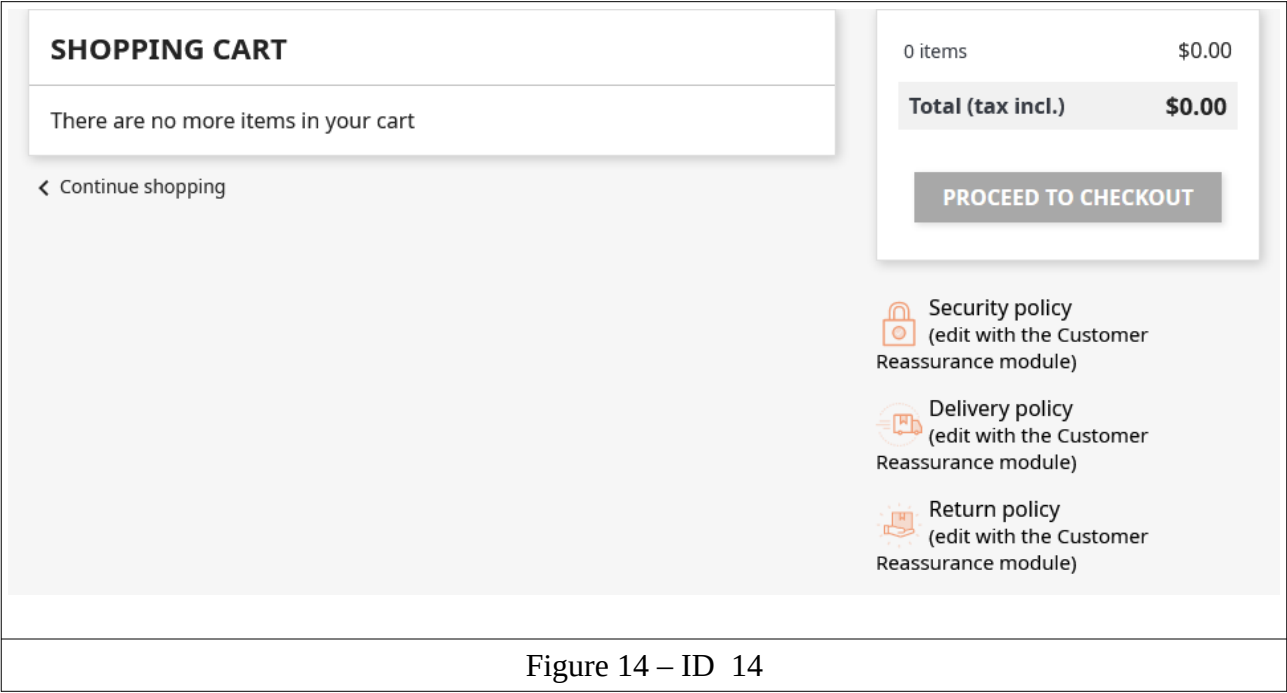 SHOPPING CART
There are no more items in your cart
Continue shopping
0 items $0.00
Total (tax incl.) $0.00
PROCEED TO CHECKOUT
Security policy
(edit with the Customer
Reassurance module)
Delivery policy
(edit with the Customer
Reassurance module)
Return policy
(edit with the Customer
Reassurance module)
Figure 14 – ID 14